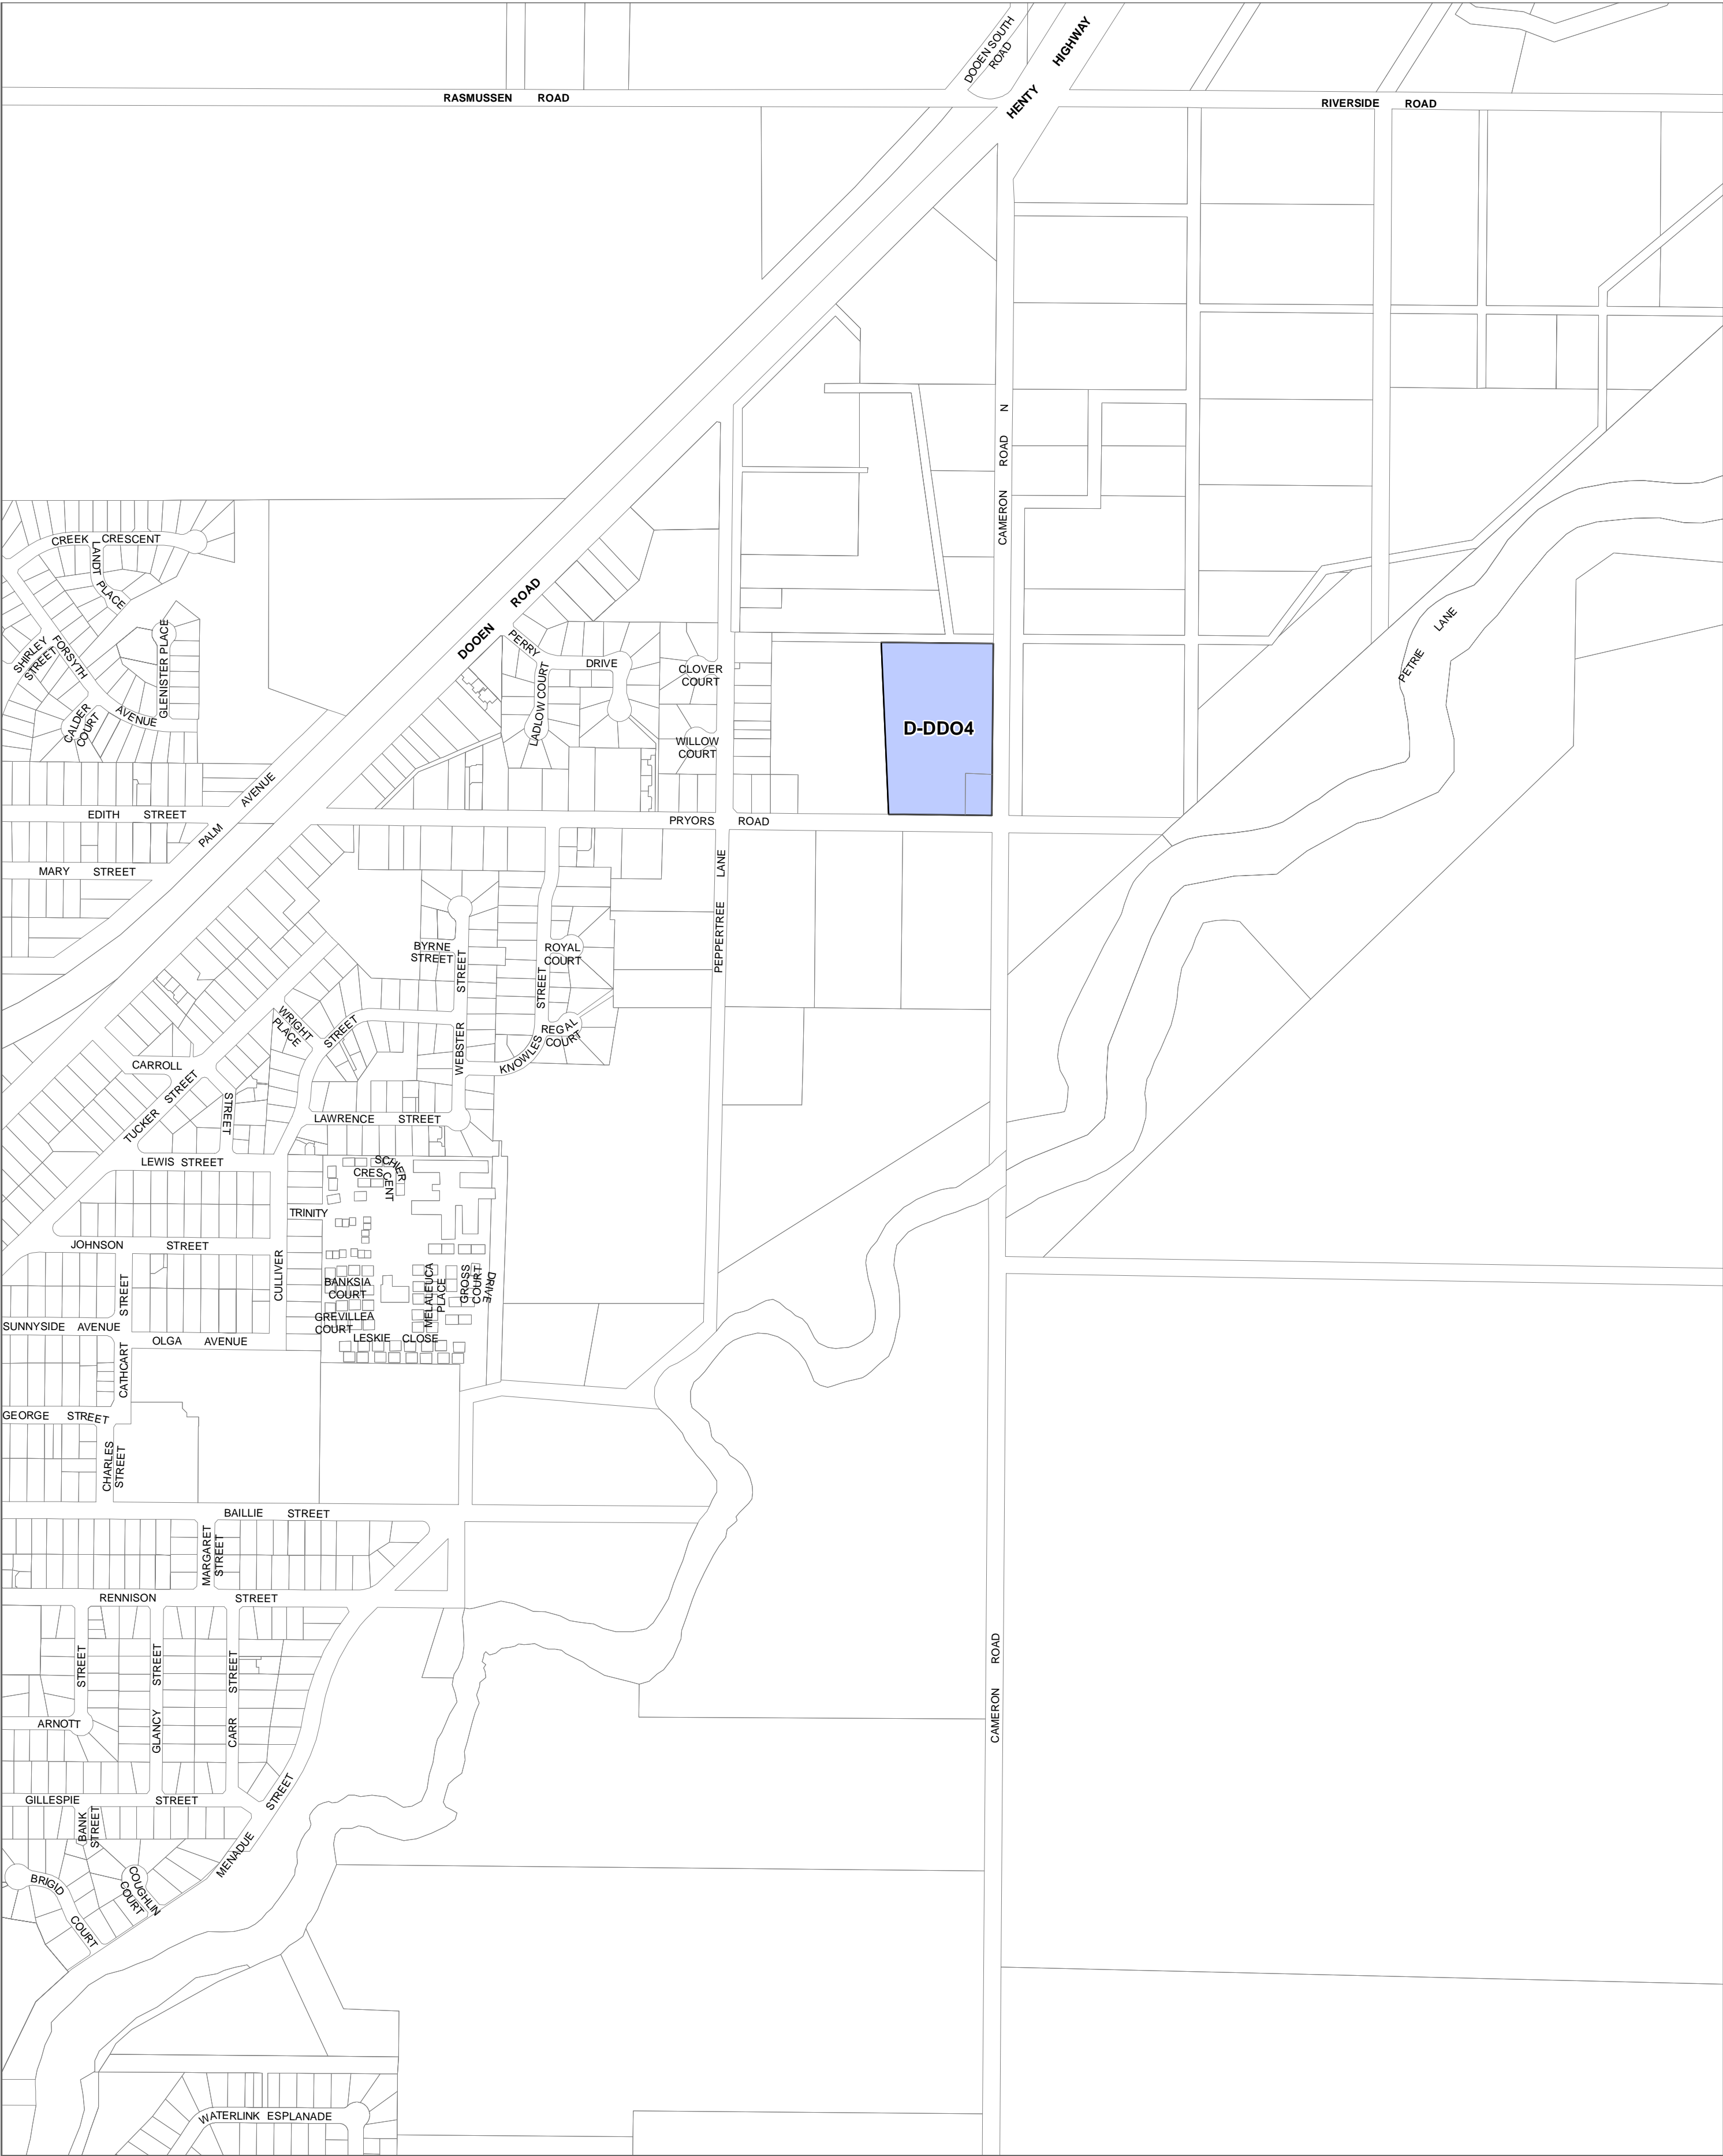 DOOEN SOUTH
ROAD
HENTY HIGHWAY
RASMUSSEN ROAD
RIVERSIDE ROAD
CAMERON ROAD N
CREEK CRESCENT
LANDT PLACE
DOOEN ROAD
PERRY DRIVE
SHIRLEY
STREET
FORSYTH AVENUE
GLENISTER PLACE
CALDER
COURT
LADLOW COURT
CLOVER
COURT
WILLOW
COURT
D-DDO4
PETRIE LANE
PALM AVENUE
EDITH STREET
MARY STREET
PRYORS ROAD
PEPPERTREE LANE
BYRNE
STREET
ROYAL
COURT
WEBSTER STREET
KNOWLES STREET
REGAL
COURT
WRIGHT
PLACE
STREET
CARROLL STREET
TUCKER STREET
LAWRENCE STREET
LEWIS STREET
SCHIER
CRESCENT
TRINITY DRIVE
JOHNSON STREET
CULLIVER
BANKSIA
COURT
MELALEUCA
PLACE
GROSS
COURT
GREVILLEA
COURT
LESKIE CLOSE
SUNNYSIDE AVENUE
OLGA AVENUE
CATHCART STREET
GEORGE STREET
CHARLES
STREET
BAILLIE STREET
MARGARET
STREET
RENNISON STREET
ARNOTT STREET
GLANCY STREET
CARR STREET
CAMERON ROAD
GILLESPIE STREET
BANK
STREET
MENADUE STREET
BRIGID COURT
COUGHLIN
COURT
WATERLINK ESPLANADE